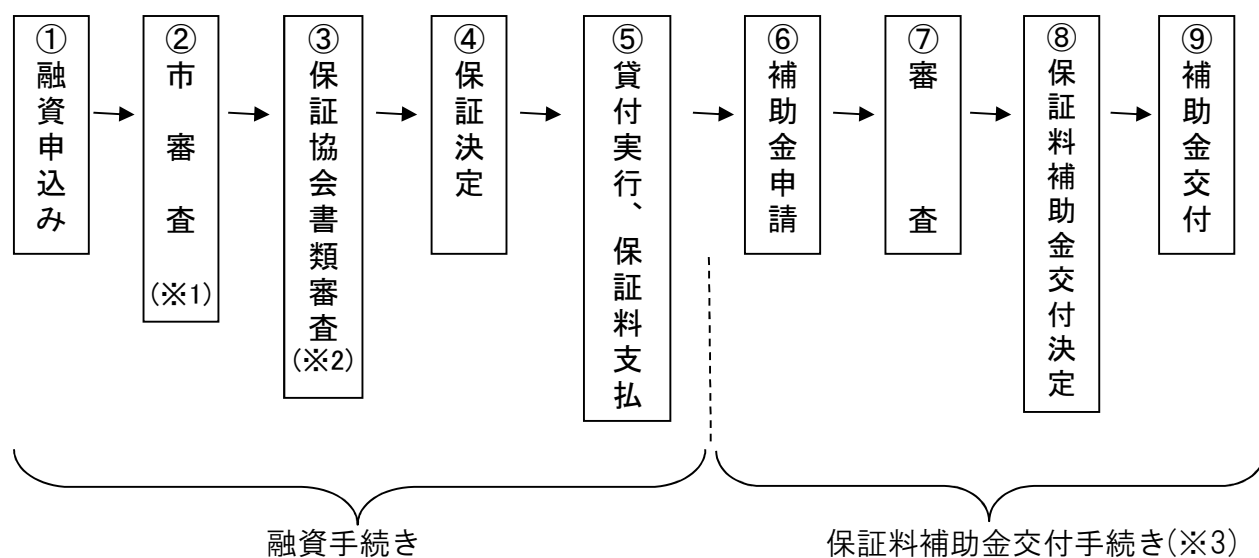 ①融資申込み
②市審査(※1)
③保証協会書類審査(※2)
④保証決定
⑤貸付実行、保証料支払
⑥補助金申請
⑦審査
⑧保証料補助金交付決定
⑨補助金交付
融資手続き
保証料補助金交付手続き(※3)